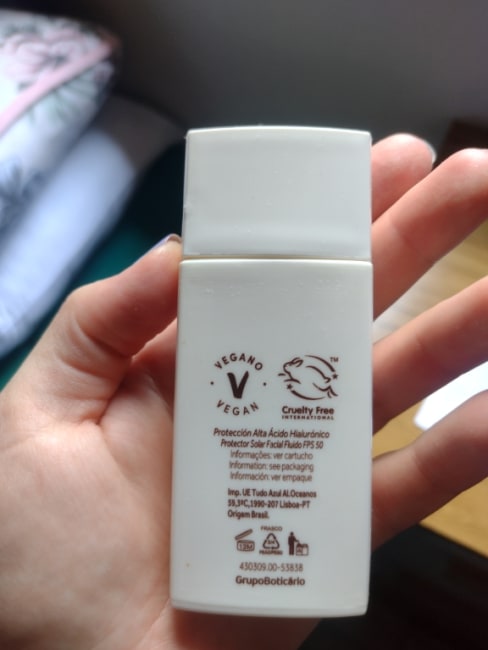 VEGANO
V
VEGAN
TM
Cruelty Free
INTERNATIONAL
Protección Alta Ácido Hialurónico
Protector Solar Facial Fluido FPS 50
Informações: ver cartucho
Information: see packaging
Información: ver empaque
Imp. UE Tudo Azul Al.Oceanos
59,3ºC,1990-207 Lisboa-PT
Origem Brasil.
FRASCO
12M
430309.00-53838
GrupoBoticário